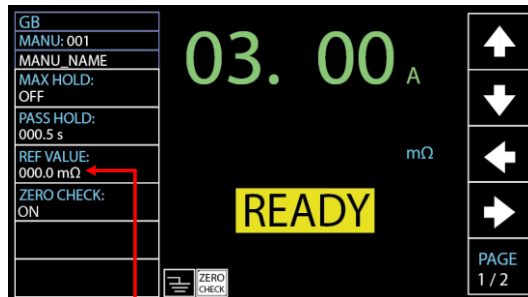 GB
MANU: 001
MANU_NAME
MAX HOLD:
OFF
PASS HOLD:
000.5 s
REF VALUE:
000.0 mΩ
ZERO CHECK:
ON
03. 00 A
mΩ
READY
ZERO
CHECK
PAGE
1 / 2